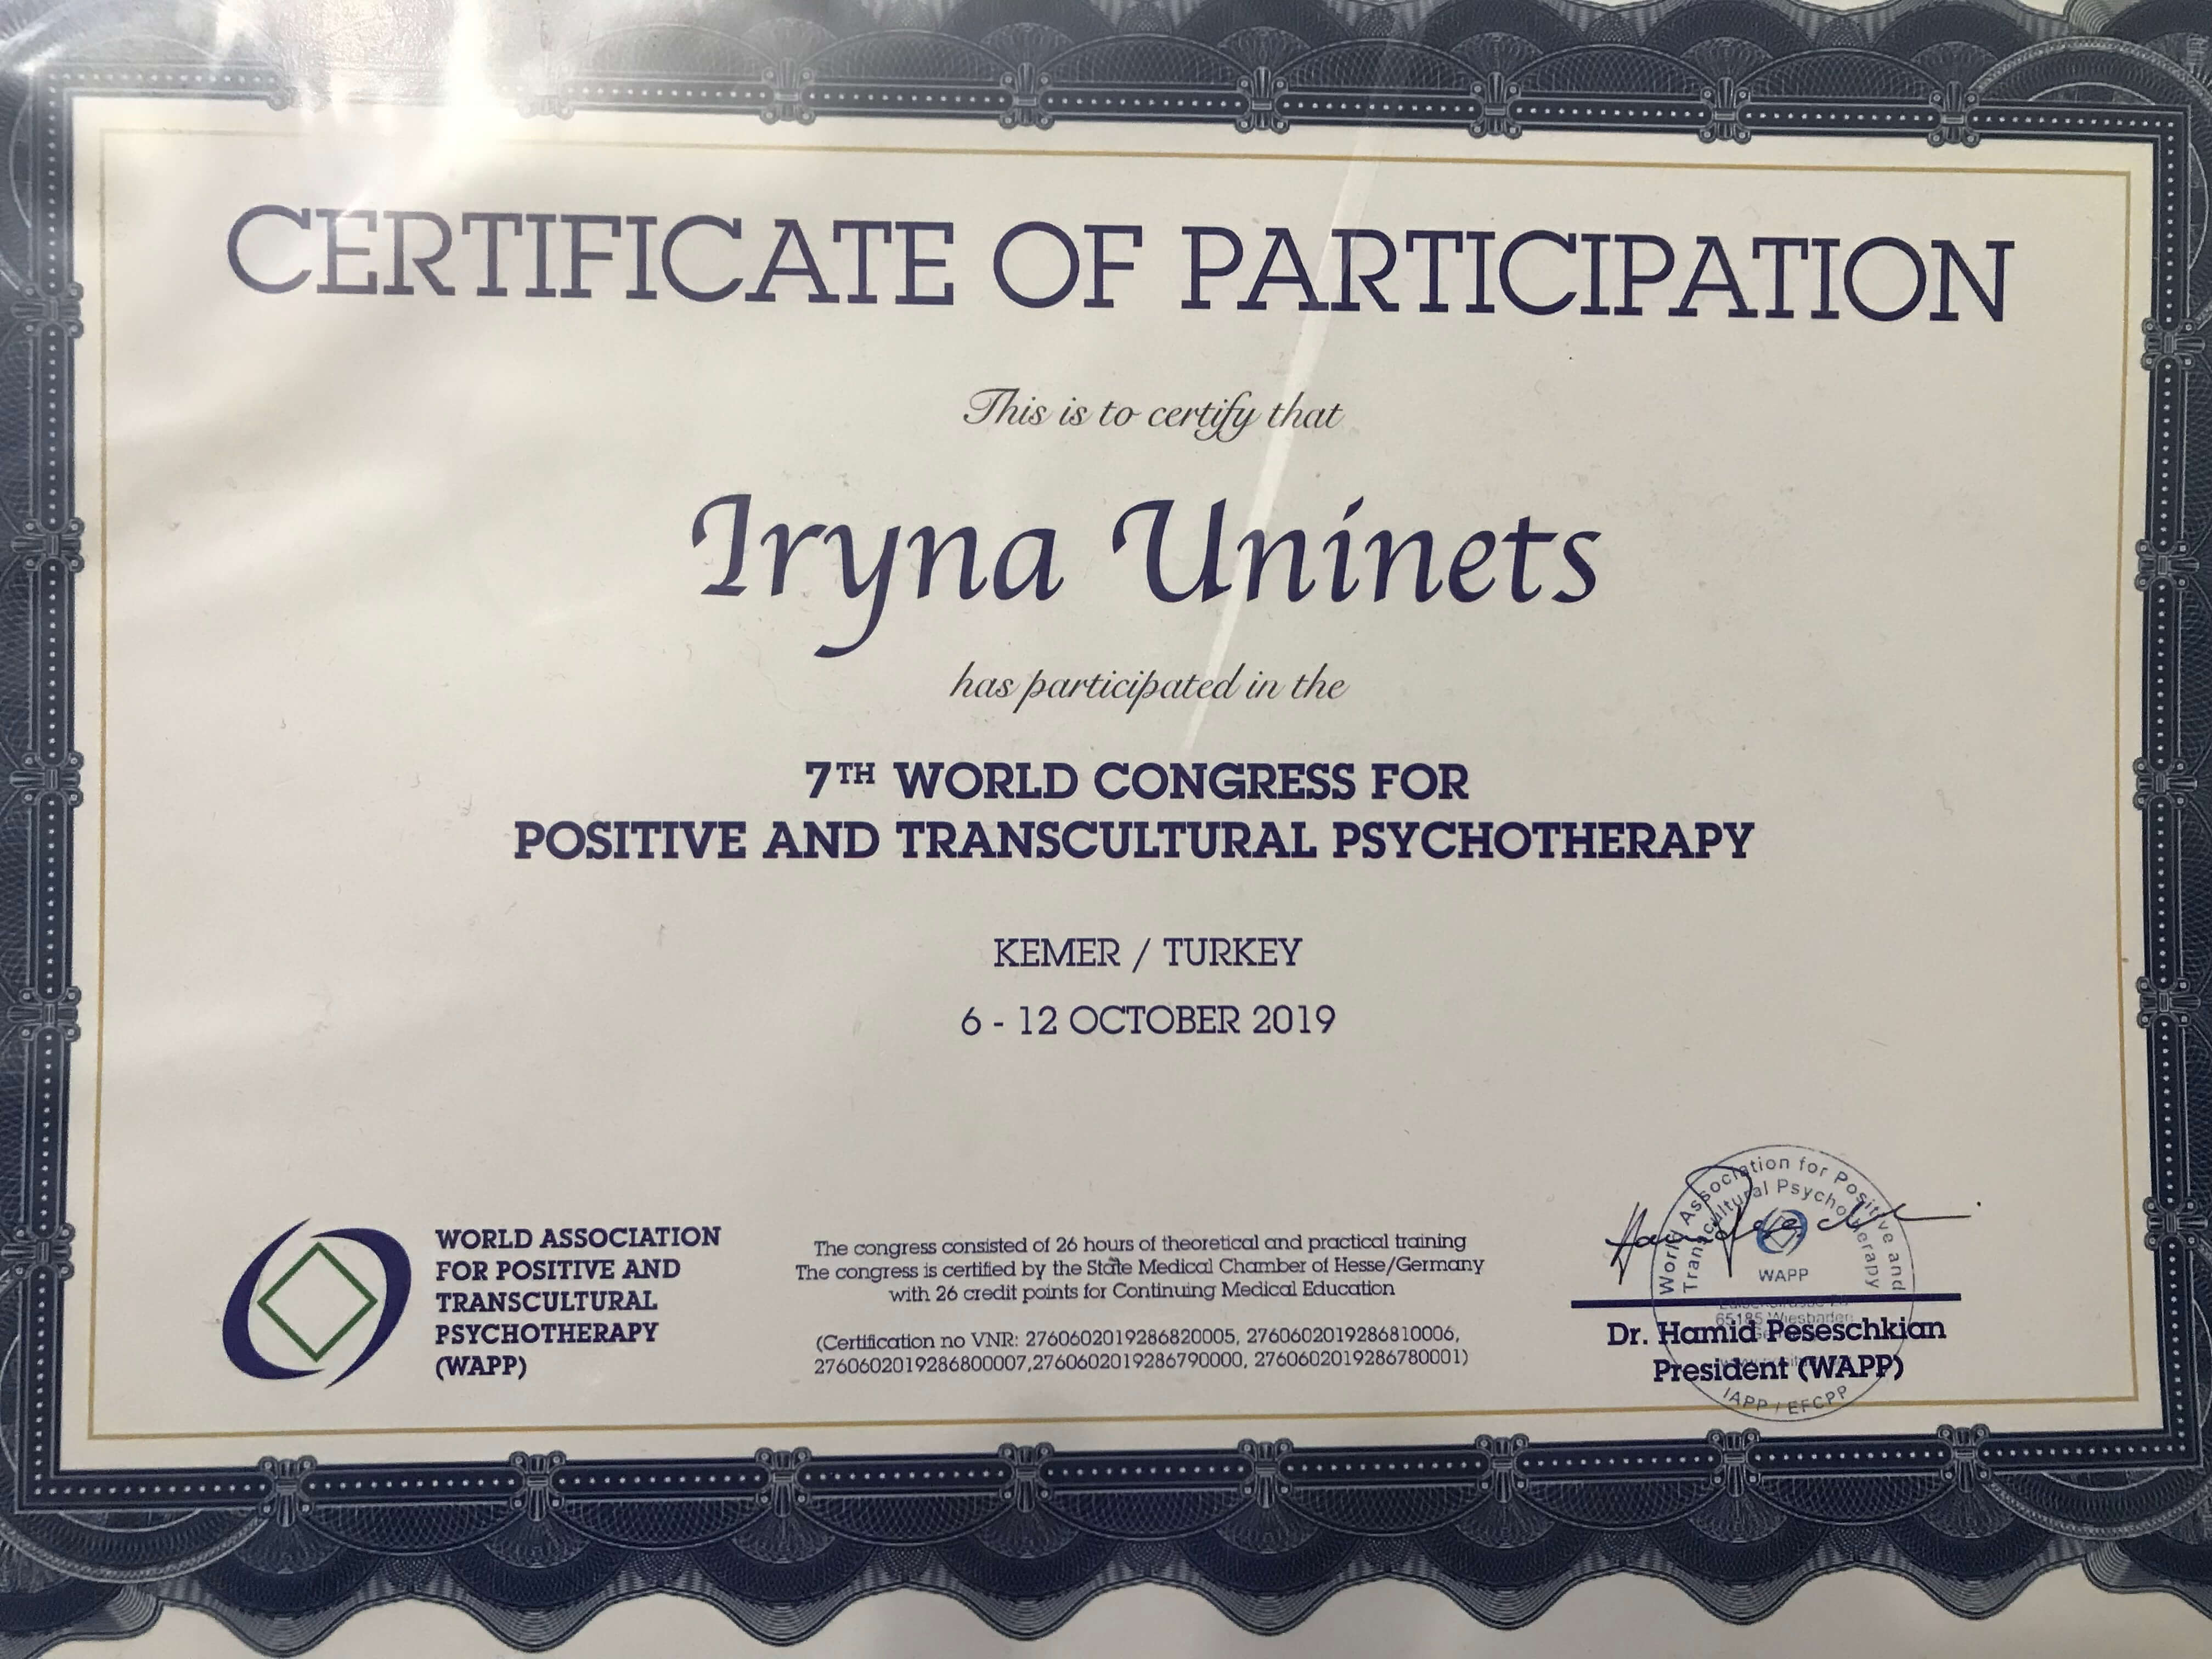 CERTIFICATE OF PARTICIPATION
This is to certify that
Iryna Uninets
has participated in the
7TH WORLD CONGRESS FOR
POSITIVE AND TRANSCULTURAL PSYCHOTHERAPY
KEMER / TURKEY
6 - 12 OCTOBER 2019
WORLD ASSOCIATION
FOR POSITIVE AND
TRANSCULTURAL
PSYCHOTHERAPY
(WAPP)
The congress consisted of 26 hours of theoretical and practical training
The congress is certified by the State Medical Chamber of Hesse/Germany
with 26 credit points for Continuing Medical Education
(Certification no VNR: 2760602019286820005, 2760602019286810006,
2760602019286800007,2760602019286790000, 2760602019286780001)
World Association for Positive and
Transcultural Psychotherapy
WAPP
65185 Wiesbaden
IAPP / EFCPP
Dr. Hamid Peseschkian
President (WAPP)